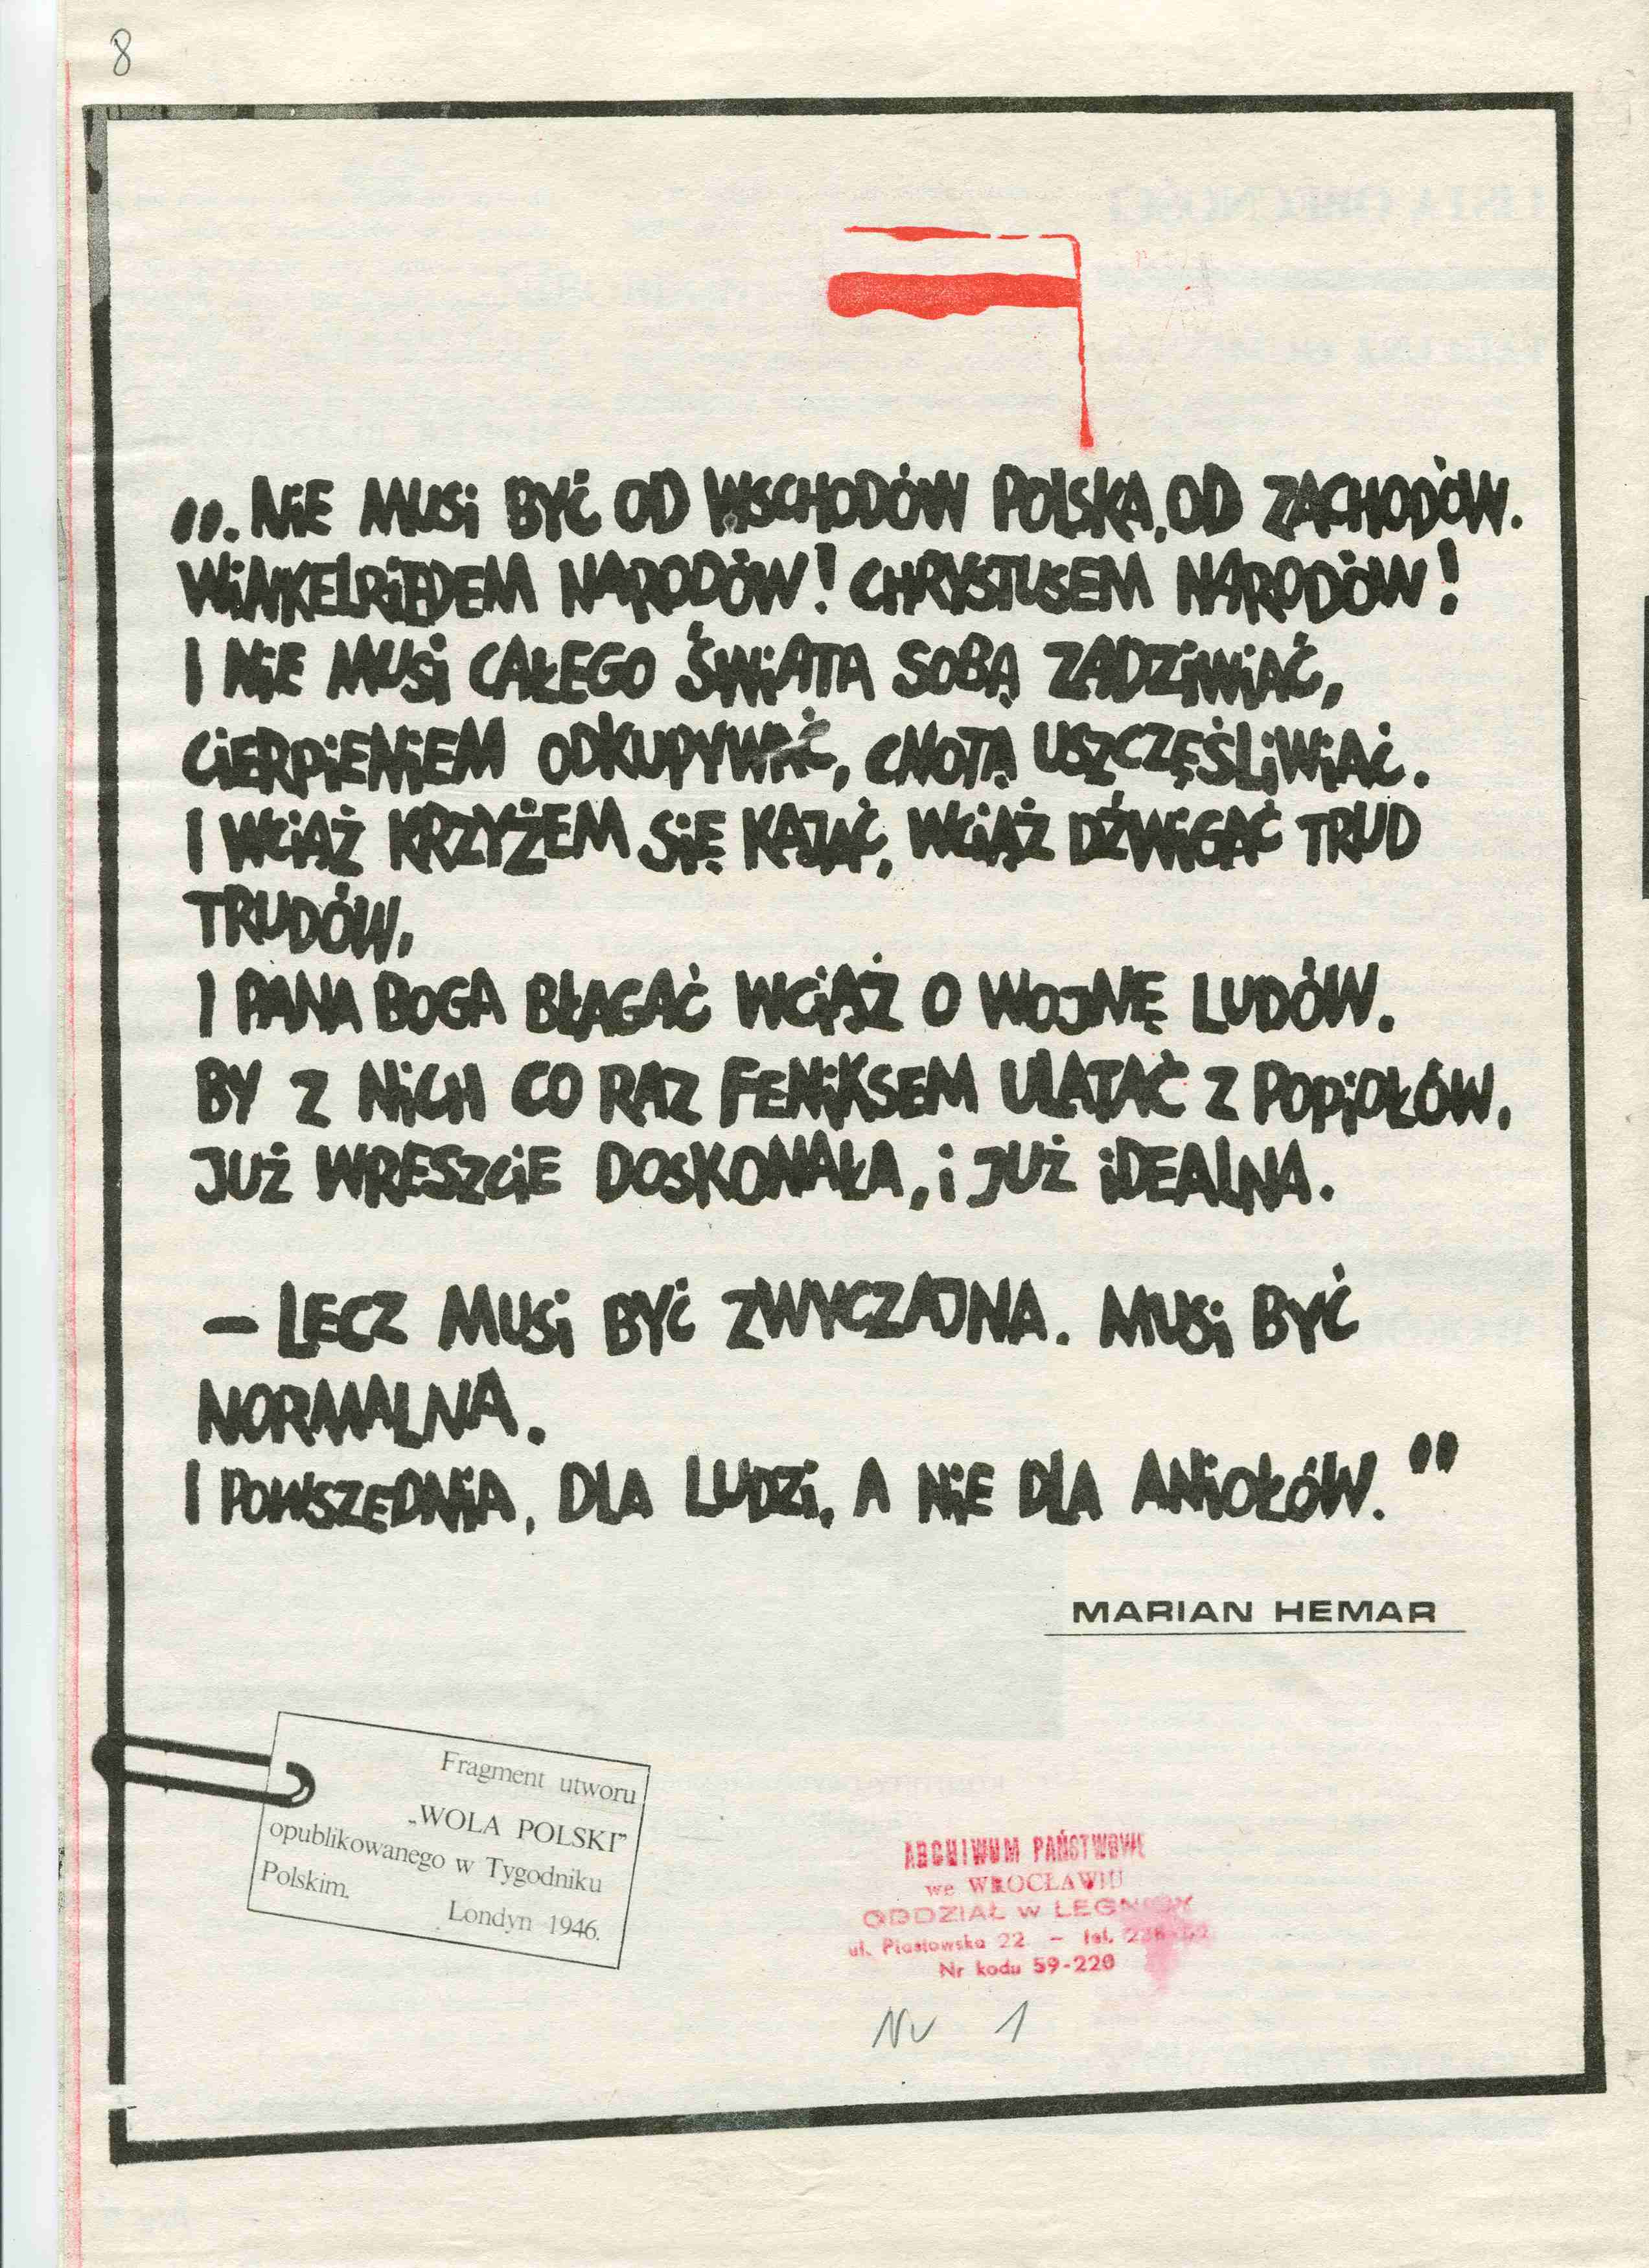 8
„. NIE MUSI BYĆ OD WSCHODÓW POLSKA, OD ZACHODÓW.
WINKELRIEDEM NARODÓW! CHRYSTUSEM NARODÓW!
I NIE MUSI CAŁEGO ŚWIATA SOBĄ ZADZIWIAĆ,
CIERPIENIEM ODKUPYWAĆ, CNOTĄ USZCZĘŚLIWIAĆ.
I WCIĄŻ KRZYŻEM SIĘ KAJAĆ, WCIĄŻ DŹWIGAĆ TRUD
TRUDÓW,
I PANA BOGA BŁAGAĆ WCIĄŻ O WOJNĘ LUDÓW.
BY Z NICH CO RAZ FENIKSEM ULATAĆ Z POPIOŁÓW,
JUŻ WRESZCIE DOSKONAŁA, I JUŻ IDEALNA.
– LECZ MUSI BYĆ ZWYCZAJNA. MUSI BYĆ
NORMALNA.
I POWSZEDNIA, DLA LUDZI, A NIE DLA ANIOŁÓW."
MARIAN HEMAR
Fragment utworu
„WOLA POLSKI"
opublikowanego w Tygodniku
Polskim.
Londyn 1946.
ARCHIWUM PAŃSTWOWE
we WROCŁAWIU
ODDZIAŁ w LEGNICY
ul. Piastowska 22 – tel.
Nr kodu 59-220
Nr 1